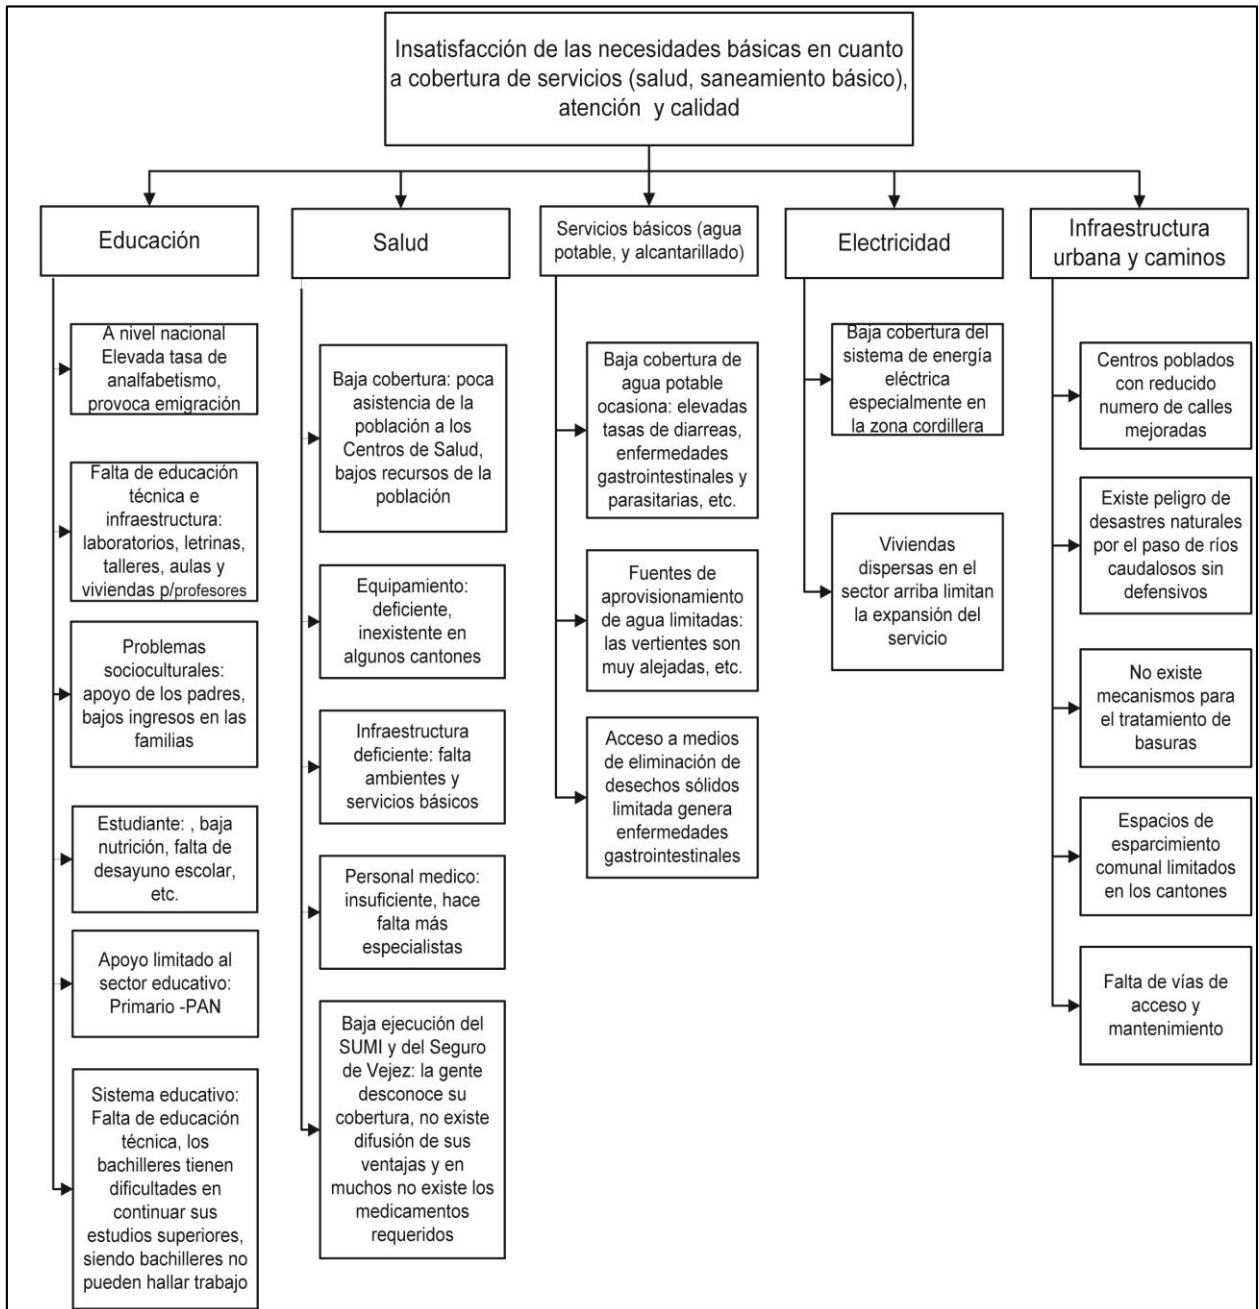 Insatisfacción de las necesidades básicas en cuanto
a cobertura de servicios (salud, saneamiento básico),
atención y calidad
Educación
A nivel nacional
Elevada tasa de
analfabetismo,
provoca emigración
Falta de educación
técnica e
infraestructura:
laboratorios, letrinas,
talleres, aulas y
viviendas p/profesores
Problemas
socioculturales:
apoyo de los padres,
bajos ingresos en las
familias
Estudiante: , baja
nutrición, falta de
desayuno escolar,
etc.
Apoyo limitado al
sector educativo:
Primario -PAN
Sistema educativo:
Falta de educación
técnica, los
bachilleres tienen
dificultades en
continuar sus
estudios superiores,
siendo bachilleres no
pueden hallar trabajo
Salud
Baja cobertura: poca
asistencia de la
población a los
Centros de Salud,
bajos recursos de la
población
Equipamiento:
deficiente,
inexistente en
algunos cantones
Infraestructura
deficiente: falta
ambientes y
servicios básicos
Personal medico:
insuficiente, hace
falta más
especialistas
Baja ejecución del
SUMI y del Seguro
de Vejez: la gente
desconoce su
cobertura, no existe
difusión de sus
ventajas y en
muchos no existe los
medicamentos
requeridos
Servicios básicos (agua
potable, y alcantarillado)
Baja cobertura de
agua potable
ocasiona: elevadas
tasas de diarreas,
enfermedades
gastrointestinales y
parasitarias, etc.
Fuentes de
aprovisionamiento
de agua limitadas:
las vertientes son
muy alejadas, etc.
Acceso a medios
de eliminación de
desechos sólidos
limitada genera
enfermedades
gastrointestinales
Electricidad
Baja cobertura del
sistema de energía
eléctrica
especialmente en
la zona cordillera
Viviendas
dispersas en el
sector arriba limitan
la expansión del
servicio
Infraestructura
urbana y caminos
Centros poblados
con reducido
numero de calles
mejoradas
Existe peligro de
desastres naturales
por el paso de ríos
caudalosos sin
defensivos
No existe
mecanismos para
el tratamiento de
basuras
Espacios de
esparcimiento
comunal limitados
en los cantones
Falta de vías de
acceso y
mantenimiento